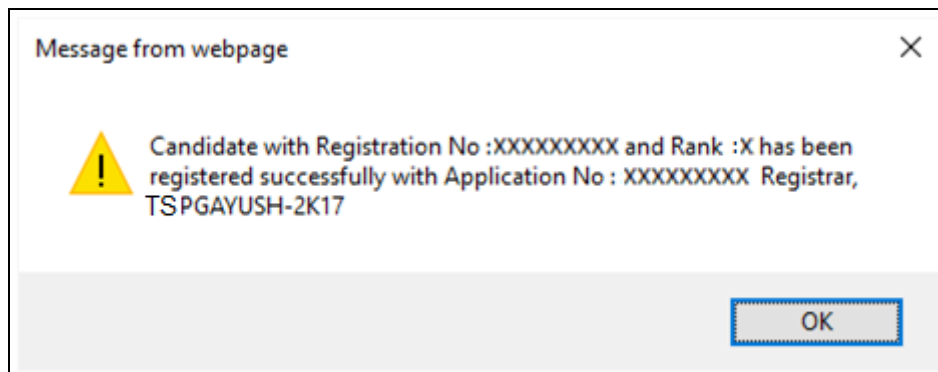 Message from webpage
Candidate with Registration No :XXXXXXXXX and Rank :X has been
registered successfully with Application No : XXXXXXXXX Registrar,
TSPGAYUSH-2K17
OK